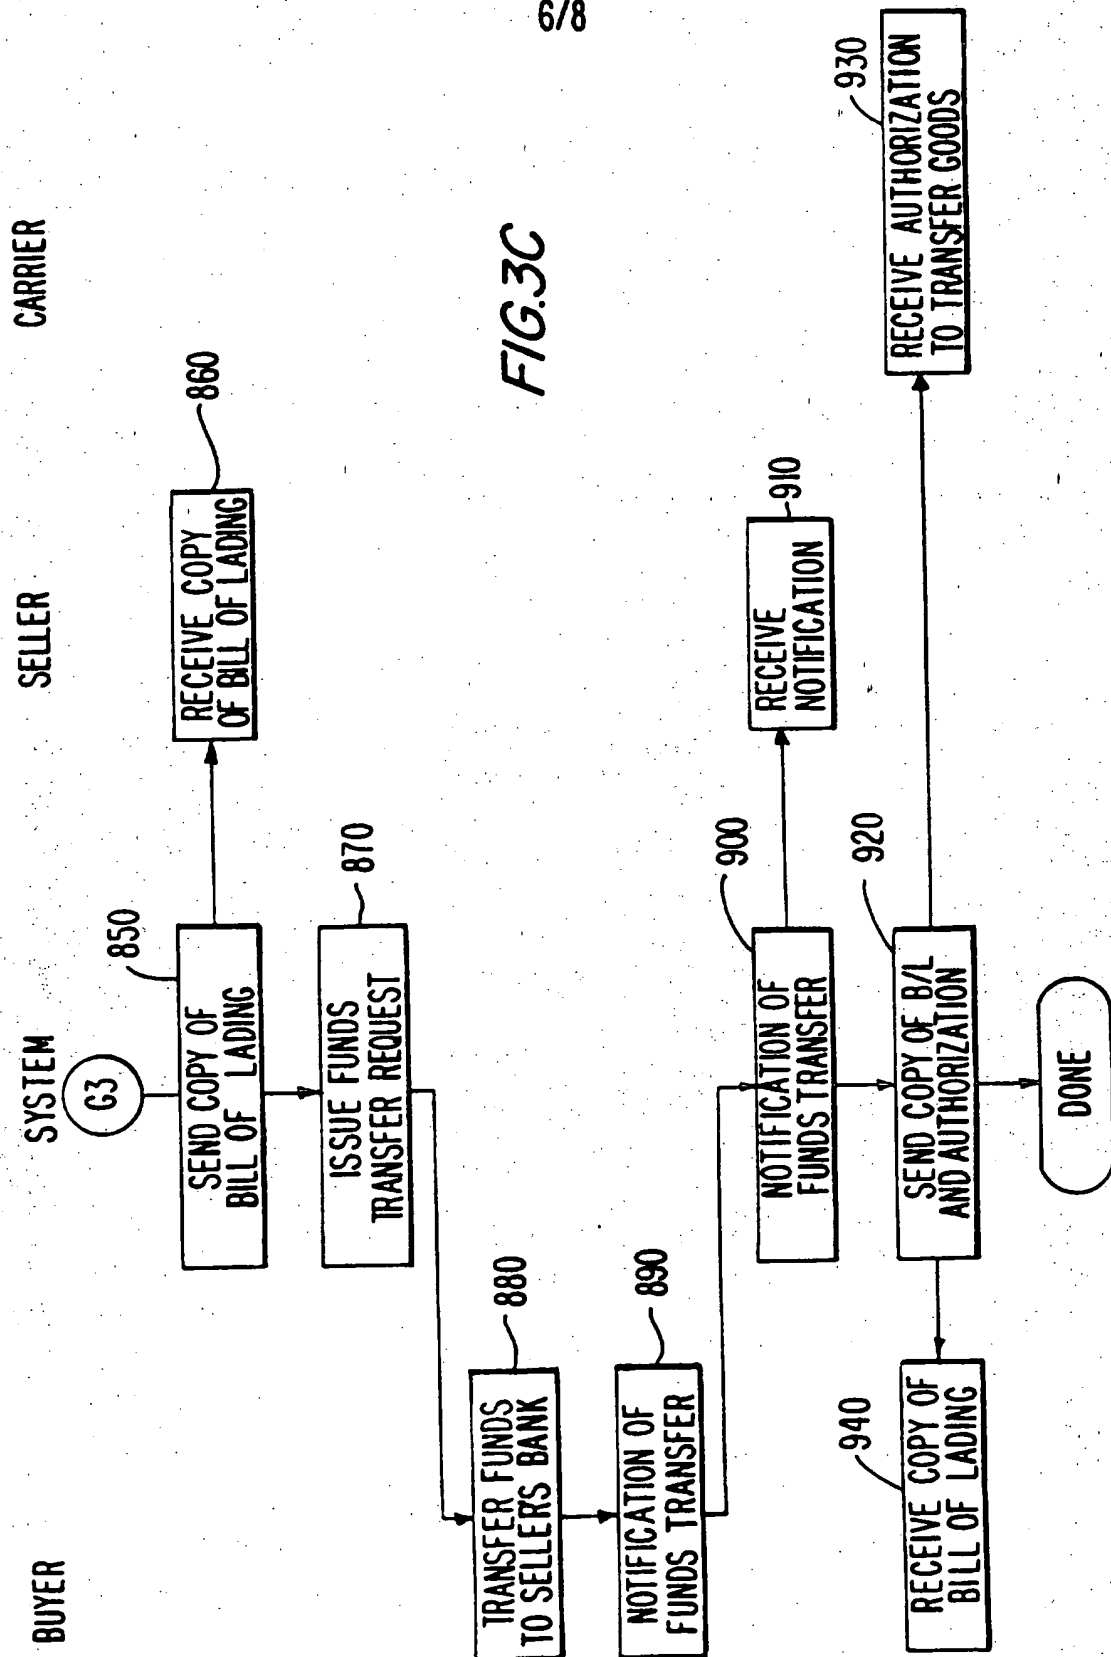 6/8
BUYER
SYSTEM
SELLER
CARRIER
G3
850
SEND COPY OF
BILL OF LADING
860
RECEIVE COPY
OF BILL OF LADING
870
ISSUE FUNDS
TRANSFER REQUEST
880
TRANSFER FUNDS
TO SELLER'S BANK
890
NOTIFICATION OF
FUNDS TRANSFER
900
NOTIFICATION OF
FUNDS TRANSFER
910
RECEIVE
NOTIFICATION
920
SEND COPY OF B/L
AND AUTHORIZATION
930
RECEIVE AUTHORIZATION
TO TRANSFER GOODS
940
RECEIVE COPY OF
BILL OF LADING
DONE
FIG.3C